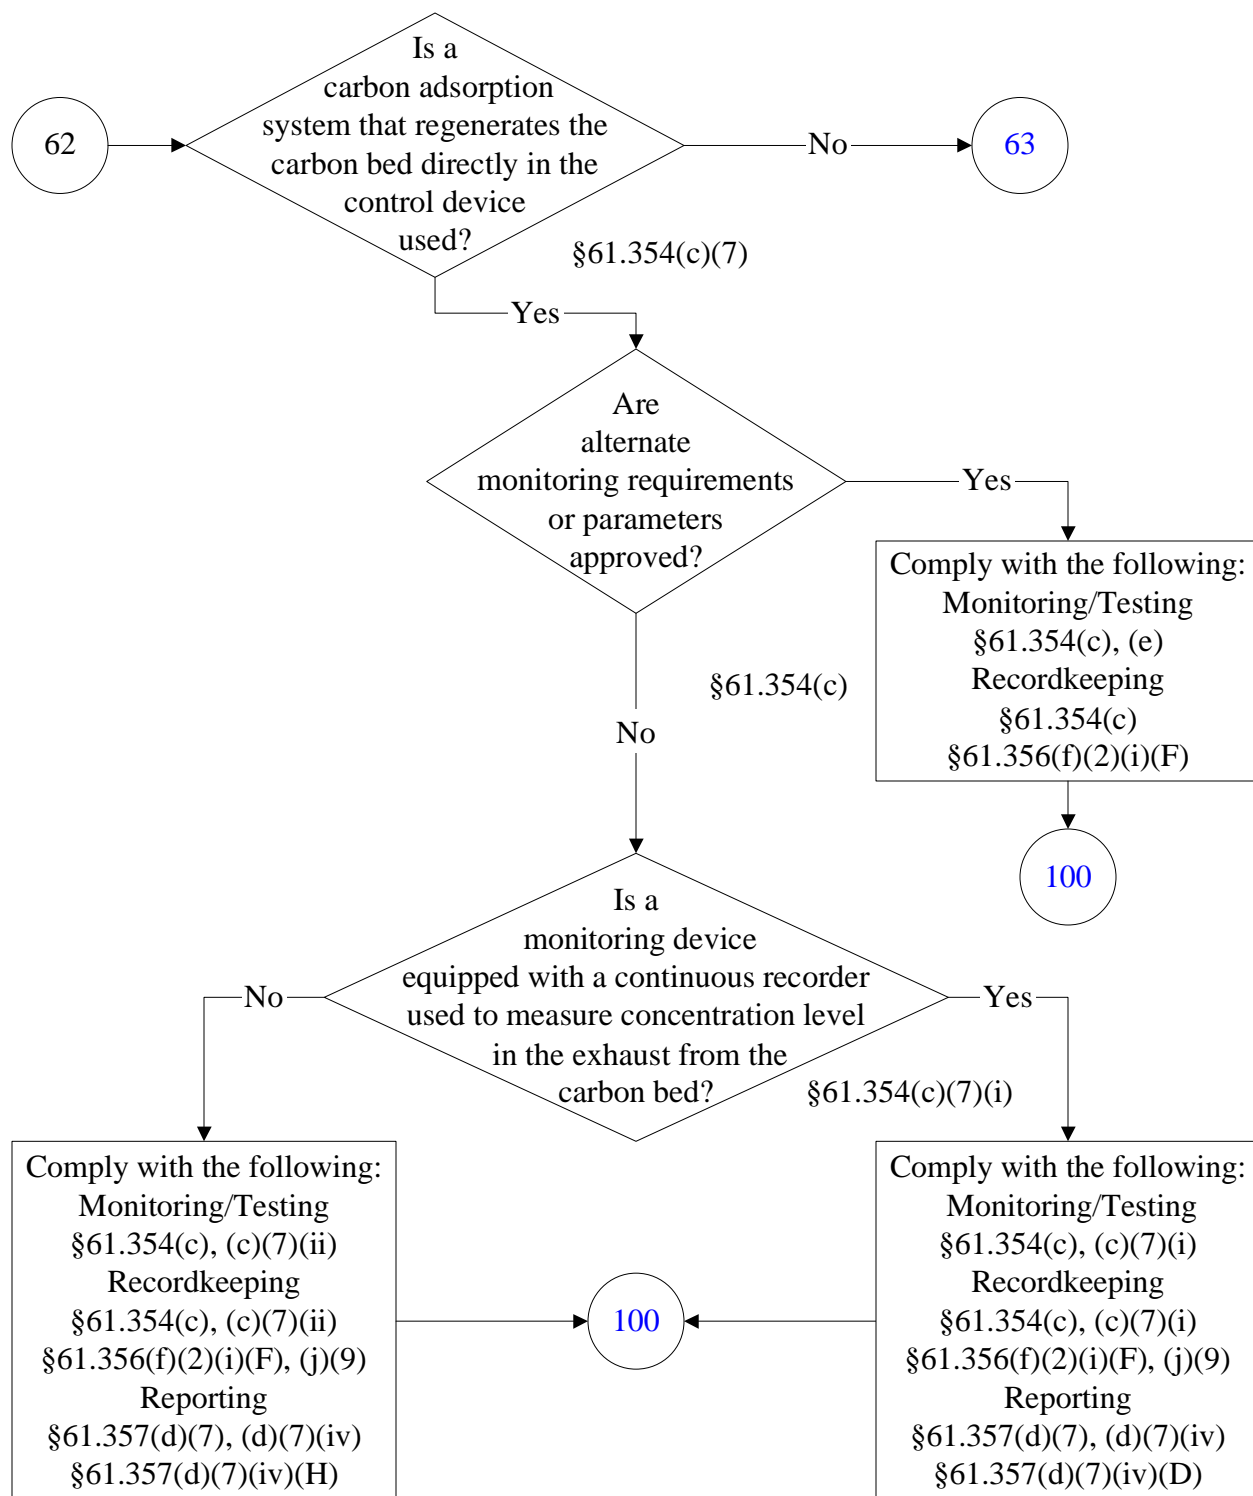 Is a
carbon adsorption
system that regenerates the
carbon bed directly in the
control device
used?
62
No
63
§61.354(c)(7)
Yes
Are
alternate
monitoring requirements
or parameters
approved?
Yes
§61.354(c)
No
Comply with the following:
Monitoring/Testing
§61.354(c), (e)
Recordkeeping
§61.354(c)
§61.356(f)(2)(i)(F)
100
Is a
monitoring device
equipped with a continuous recorder
used to measure concentration level
in the exhaust from the
carbon bed?
No
Yes
§61.354(c)(7)(i)
Comply with the following:
Monitoring/Testing
§61.354(c), (c)(7)(ii)
Recordkeeping
§61.354(c), (c)(7)(ii)
§61.356(f)(2)(i)(F), (j)(9)
Reporting
§61.357(d)(7), (d)(7)(iv)
§61.357(d)(7)(iv)(H)
100
Comply with the following:
Monitoring/Testing
§61.354(c), (c)(7)(i)
Recordkeeping
§61.354(c), (c)(7)(i)
§61.356(f)(2)(i)(F), (j)(9)
Reporting
§61.357(d)(7), (d)(7)(iv)
§61.357(d)(7)(iv)(D)